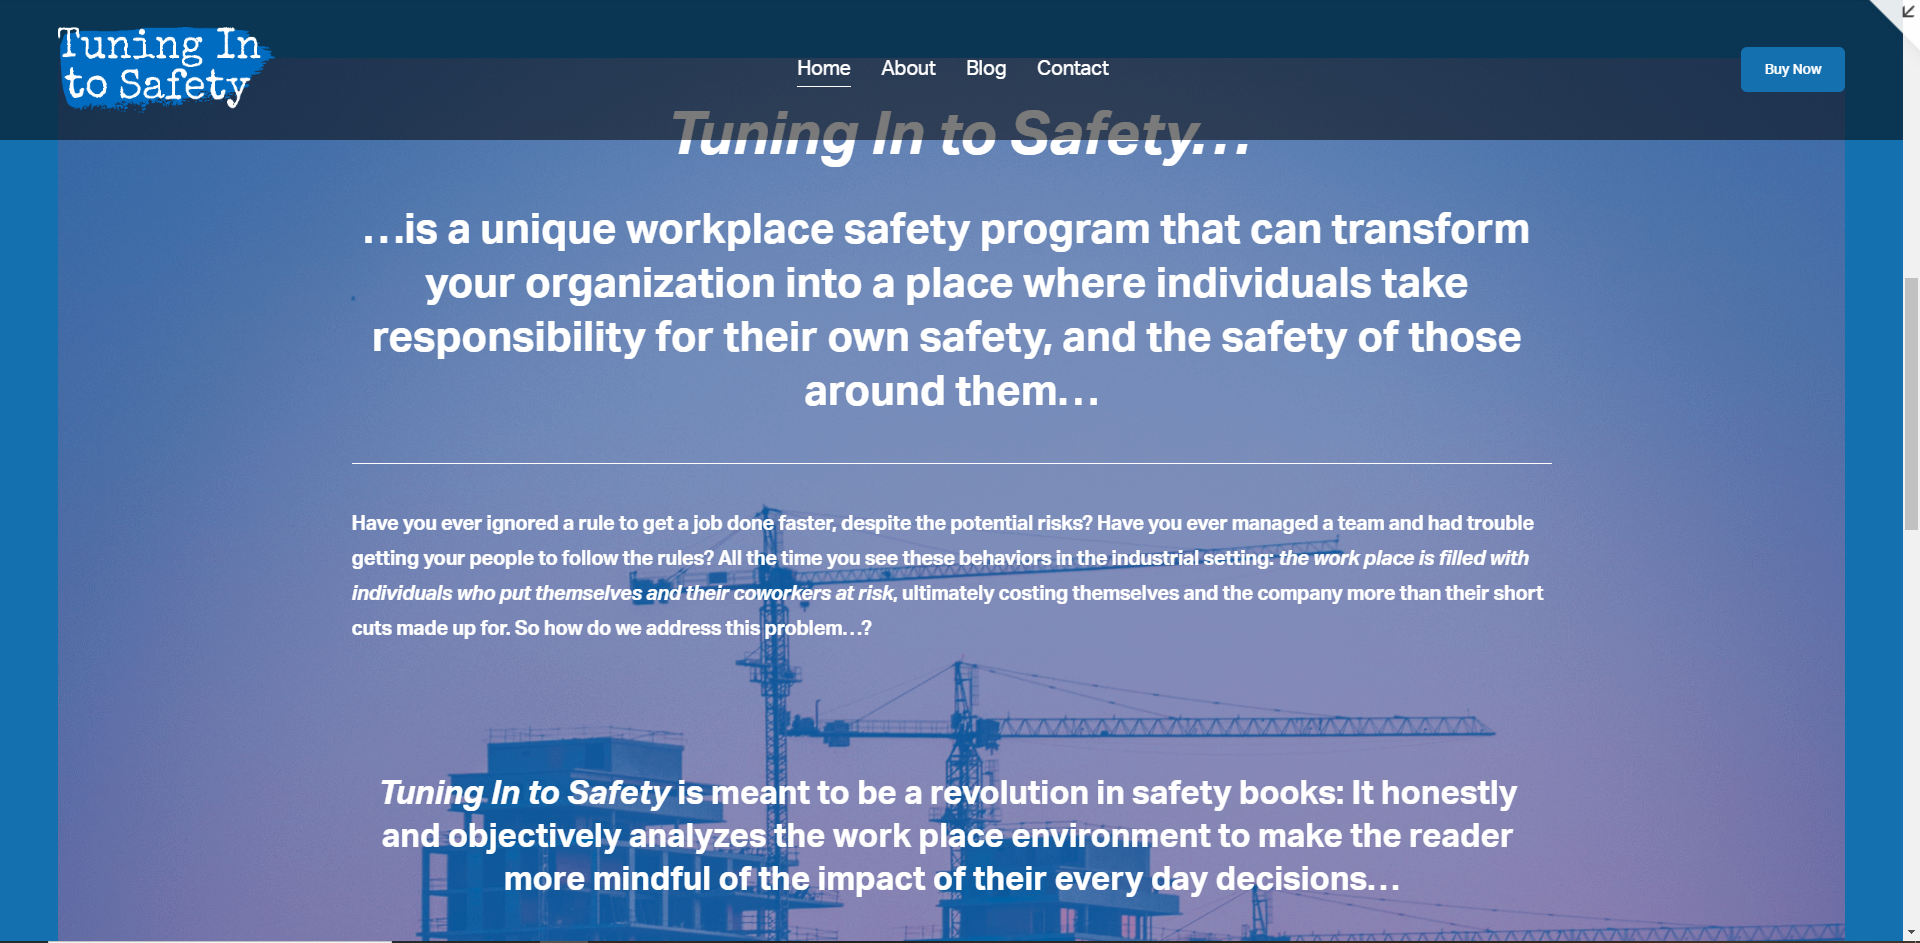 Tuning In
to Safety
Home About Blog Contact
Buy Now
Tuning In to Safety…
…is a unique workplace safety program that can transform
your organization into a place where individuals take
responsibility for their own safety, and the safety of those
around them…
Have you ever ignored a rule to get a job done faster, despite the potential risks? Have you ever managed a team and had trouble
getting your people to follow the rules? All the time you see these behaviors in the industrial setting: the work place is filled with
individuals who put themselves and their coworkers at risk, ultimately costing themselves and the company more than their short
cuts made up for. So how do we address this problem…?
Tuning In to Safety is meant to be a revolution in safety books: It honestly
and objectively analyzes the work place environment to make the reader
more mindful of the impact of their every day decisions…